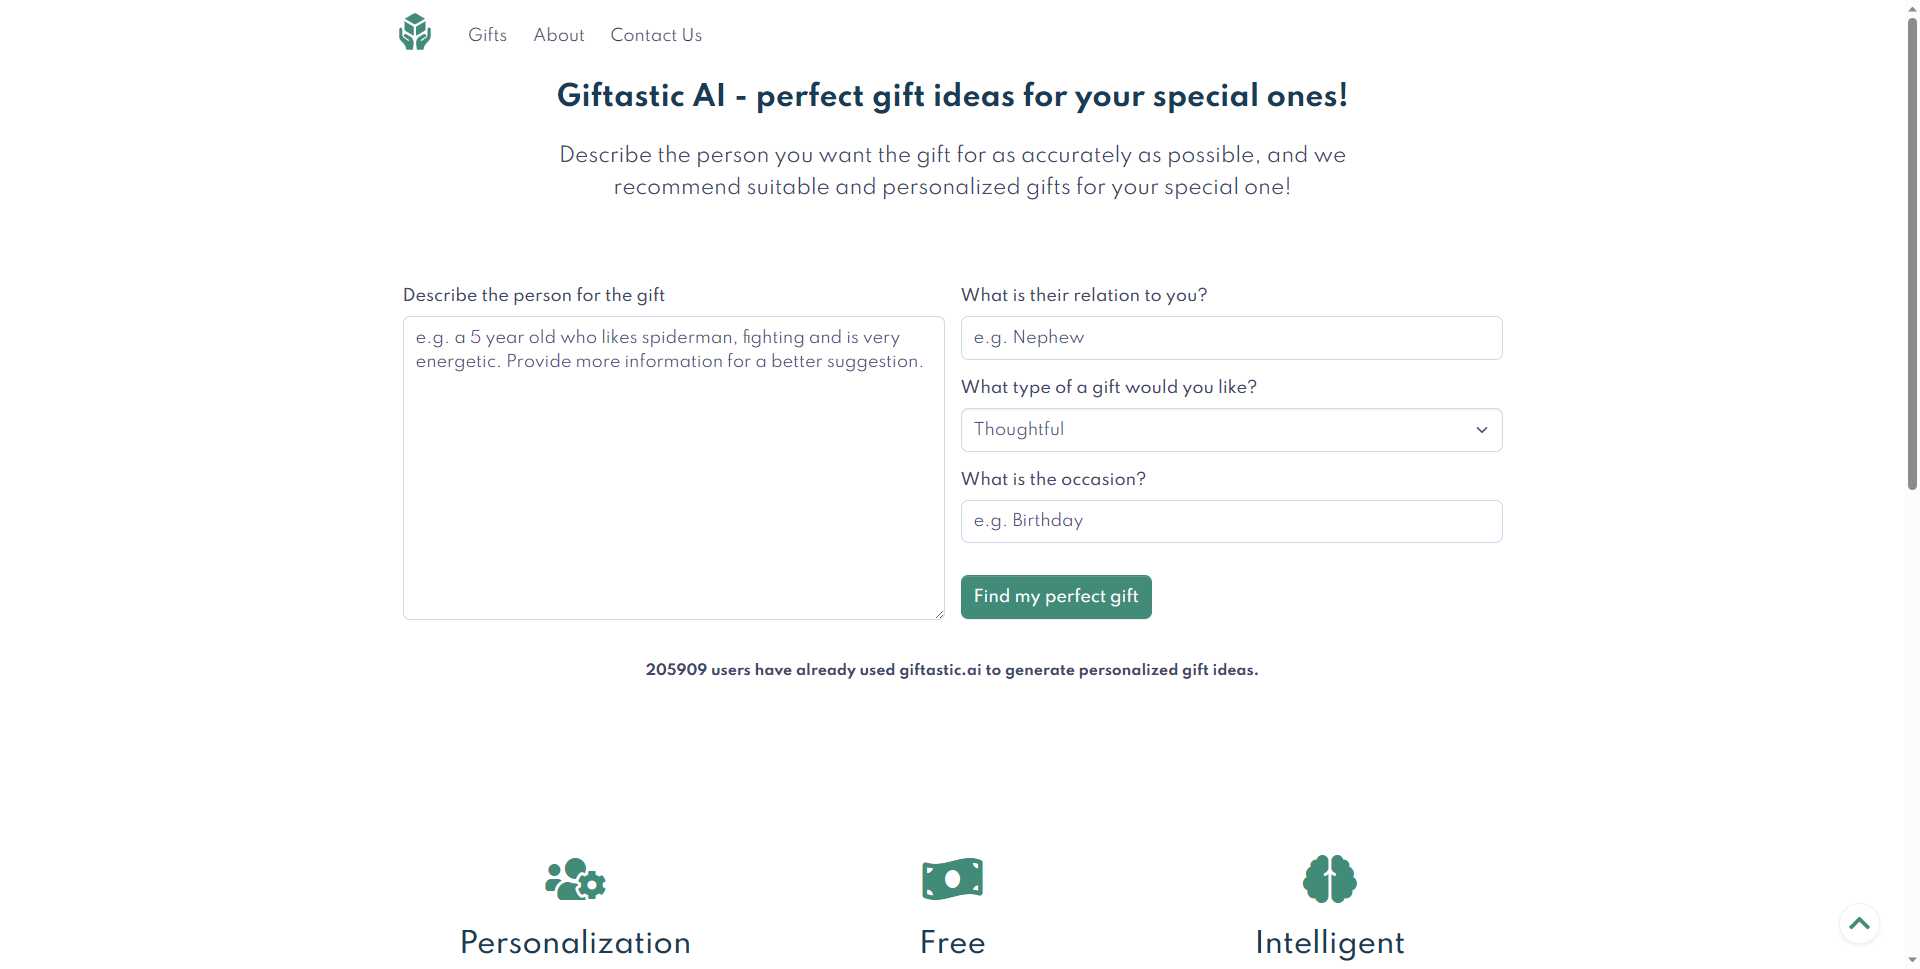 Gifts About Contact Us
Giftastic AI - perfect gift ideas for your special ones!
Describe the person you want the gift for as accurately as possible, and we
recommend suitable and personalized gifts for your special one!
Describe the person for the gift
e.g. a 5 year old who likes spiderman, fighting and is very
energetic. Provide more information for a better suggestion.
What is their relation to you?
e.g. Nephew
What type of a gift would you like?
Thoughtful
What is the occasion?
e.g. Birthday
Find my perfect gift
205909 users have already used giftastic.ai to generate personalized gift ideas.
Personalization
Free
Intelligent